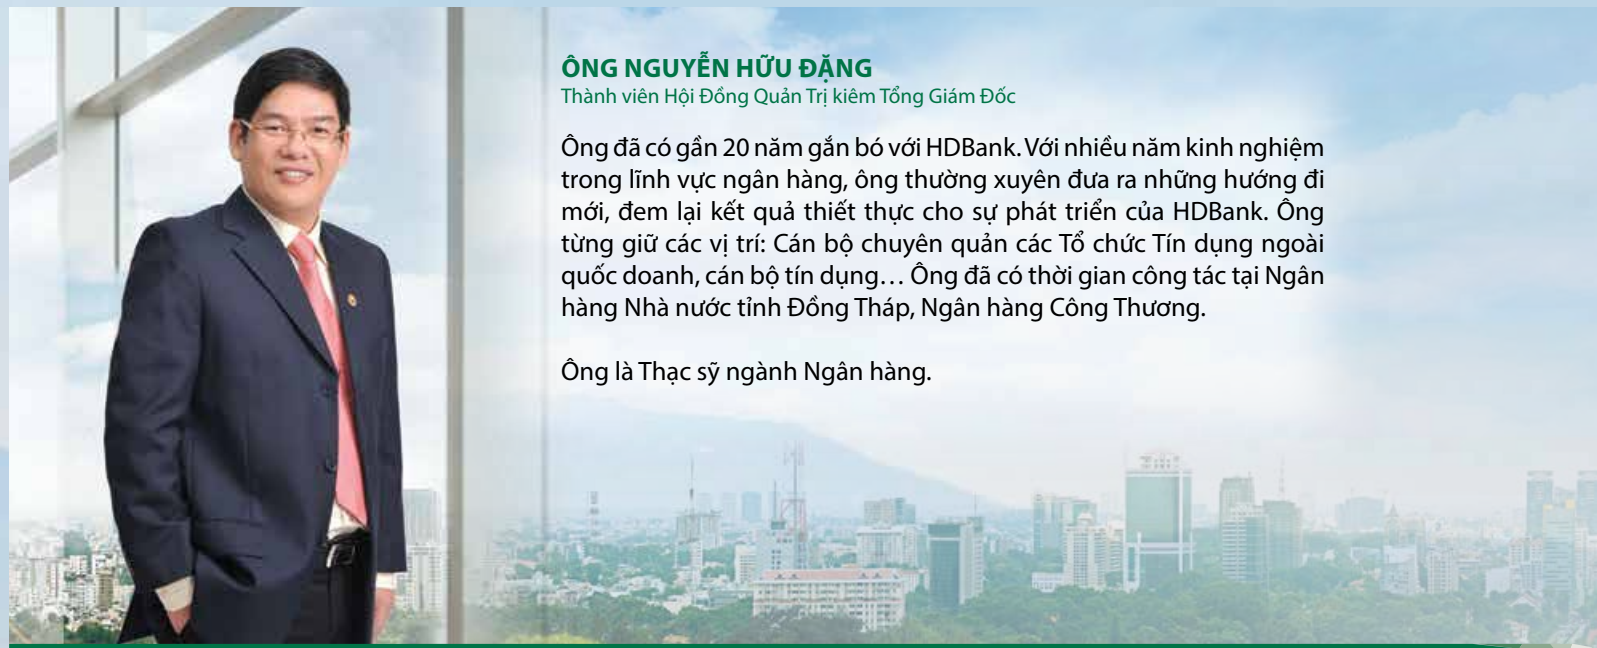 ÔNG NGUYỄN HỮU ĐẶNG
Thành viên Hội Đồng Quản Trị kiêm Tổng Giám Đốc
Ông đã có gần 20 năm gắn bó với HDBank. Với nhiều năm kinh nghiệm
trong lĩnh vực ngân hàng, ông thường xuyên đưa ra những hướng đi
mới, đem lại kết quả thiết thực cho sự phát triển của HDBank. Ông
từng giữ các vị trí: Cán bộ chuyên quản các Tổ chức Tín dụng ngoài
quốc doanh, cán bộ tín dụng… Ông đã có thời gian công tác tại Ngân
hàng Nhà nước tỉnh Đồng Tháp, Ngân hàng Công Thương.
Ông là Thạc sỹ ngành Ngân hàng.